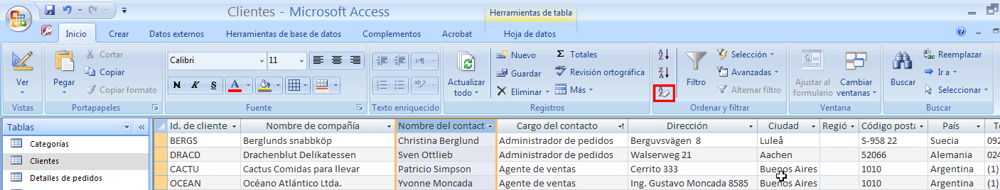 Clientes - Microsoft Access
Herramientas de tabla
Inicio Crear Datos externos Herramientas de base de datos Complementos Acrobat Hoja de datos
Ver
Vistas
Pegar
Cortar
Copiar
Copiar formato
Portapapeles
Calibri 11
N K S A
Fuente
Texto enriquecido
Actualizar todo
Nuevo
Guardar
Eliminar
Totales
Revisión ortográfica
Más
Registros
Filtro
Selección
Avanzadas
Alternar filtro
Ordenar y filtrar
Ajustar al formulario
Cambiar ventanas
Ventana
Buscar
Reemplazar
Ir a
Seleccionar
Buscar
Tablas
Categorías
Clientes
Detalles de pedidos
Id. de cliente Nombre de compañía Nombre del contact Cargo del contacto Dirección Ciudad Regió Código posta País Te
BERGS Berglunds snabbköp Christina Berglund Administrador de pedidos Berguvsvägen 8 Luleå S-958 22 Suecia 092
DRACD Drachenblut Delikatessen Sven Ottlieb Administrador de pedidos Walserweg 21 Aachen 52066 Alemania 024
CACTU Cactus Comidas para llevar Patricio Simpson Agente de ventas Cerrito 333 Buenos Aires 1010 Argentina (1)
OCEAN Océano Atlántico Ltda. Yvonne Moncada Agente de ventas Ing. Gustavo Moncada 8585 Buenos Aires 1010 Argentina (1)